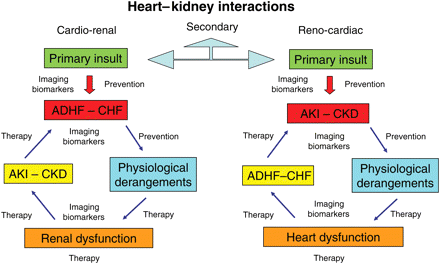 Heart–kidney interactions
Cardio-renal
Secondary
Reno-cardiac
Primary insult
Primary insult
Imaging
biomarkers
Prevention
Imaging
biomarkers
Prevention
ADHF – CHF
AKI – CKD
Therapy
Imaging
biomarkers
Prevention
Therapy
Imaging
biomarkers
Prevention
AKI – CKD
Physiological
derangements
ADHF–CHF
Physiological
derangements
Therapy
Imaging
biomarkers
Therapy
Therapy
Imaging
biomarkers
Therapy
Renal dysfunction
Heart dysfunction
Therapy
Therapy